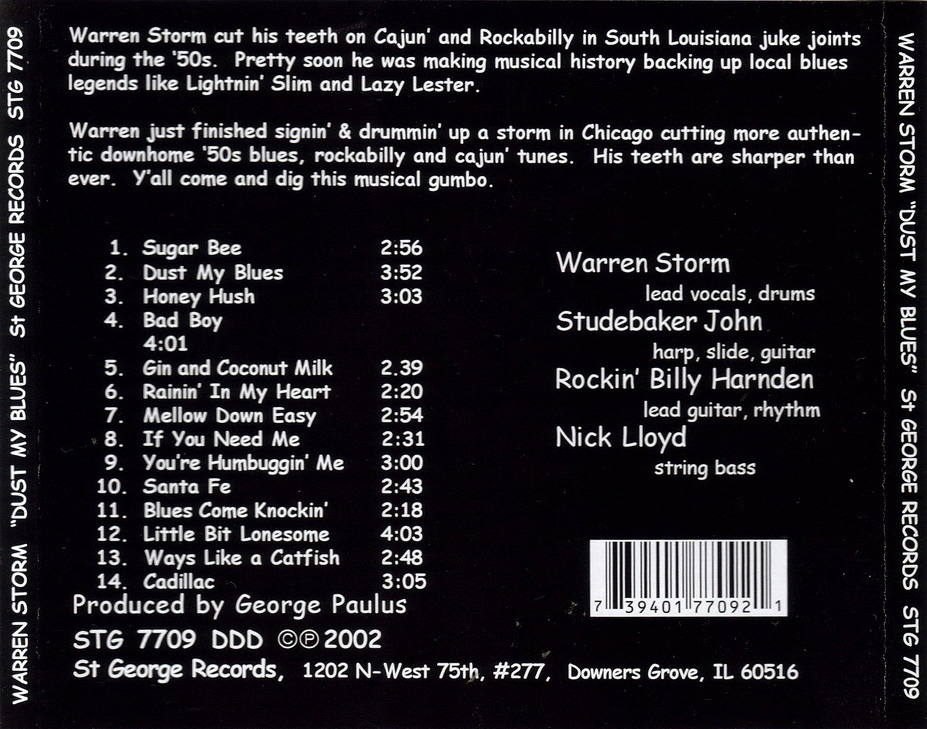 WARREN STORM "DUST MY BLUES" St GEORGE RECORDS STG 7709
Warren Storm cut his teeth on Cajun' and Rockabilly in South Louisiana juke joints
during the '50s. Pretty soon he was making musical history backing up local blues
legends like Lightnin' Slim and Lazy Lester.
Warren just finished signin' & drummin' up a storm in Chicago cutting more authen-
tic downhome '50s blues, rockabilly and cajun' tunes. His teeth are sharper than
ever. Y'all come and dig this musical gumbo.
1. Sugar Bee 2:56
2. Dust My Blues 3:52
3. Honey Hush 3:03
4. Bad Boy
4:01
5. Gin and Coconut Milk 2.39
6. Rainin' In My Heart 2:20
7. Mellow Down Easy 2:54
8. If You Need Me 2:31
9. You're Humbuggin' Me 3:00
10. Santa Fe 2:43
11. Blues Come Knockin' 2:18
12. Little Bit Lonesome 4:03
13. Ways Like a Catfish 2:48
14. Cadillac 3:05
Produced by George Paulus
STG 7709 DDD ©℗2002
St George Records, 1202 N-West 75th, #277, Downers Grove, IL 60516
Warren Storm
lead vocals, drums
Studebaker John
harp, slide, guitar
Rockin' Billy Harnden
lead guitar, rhythm
Nick Lloyd
string bass
7 39401 77092 1
WARREN STORM "DUST MY BLUES" St GEORGE RECORDS STG 7709